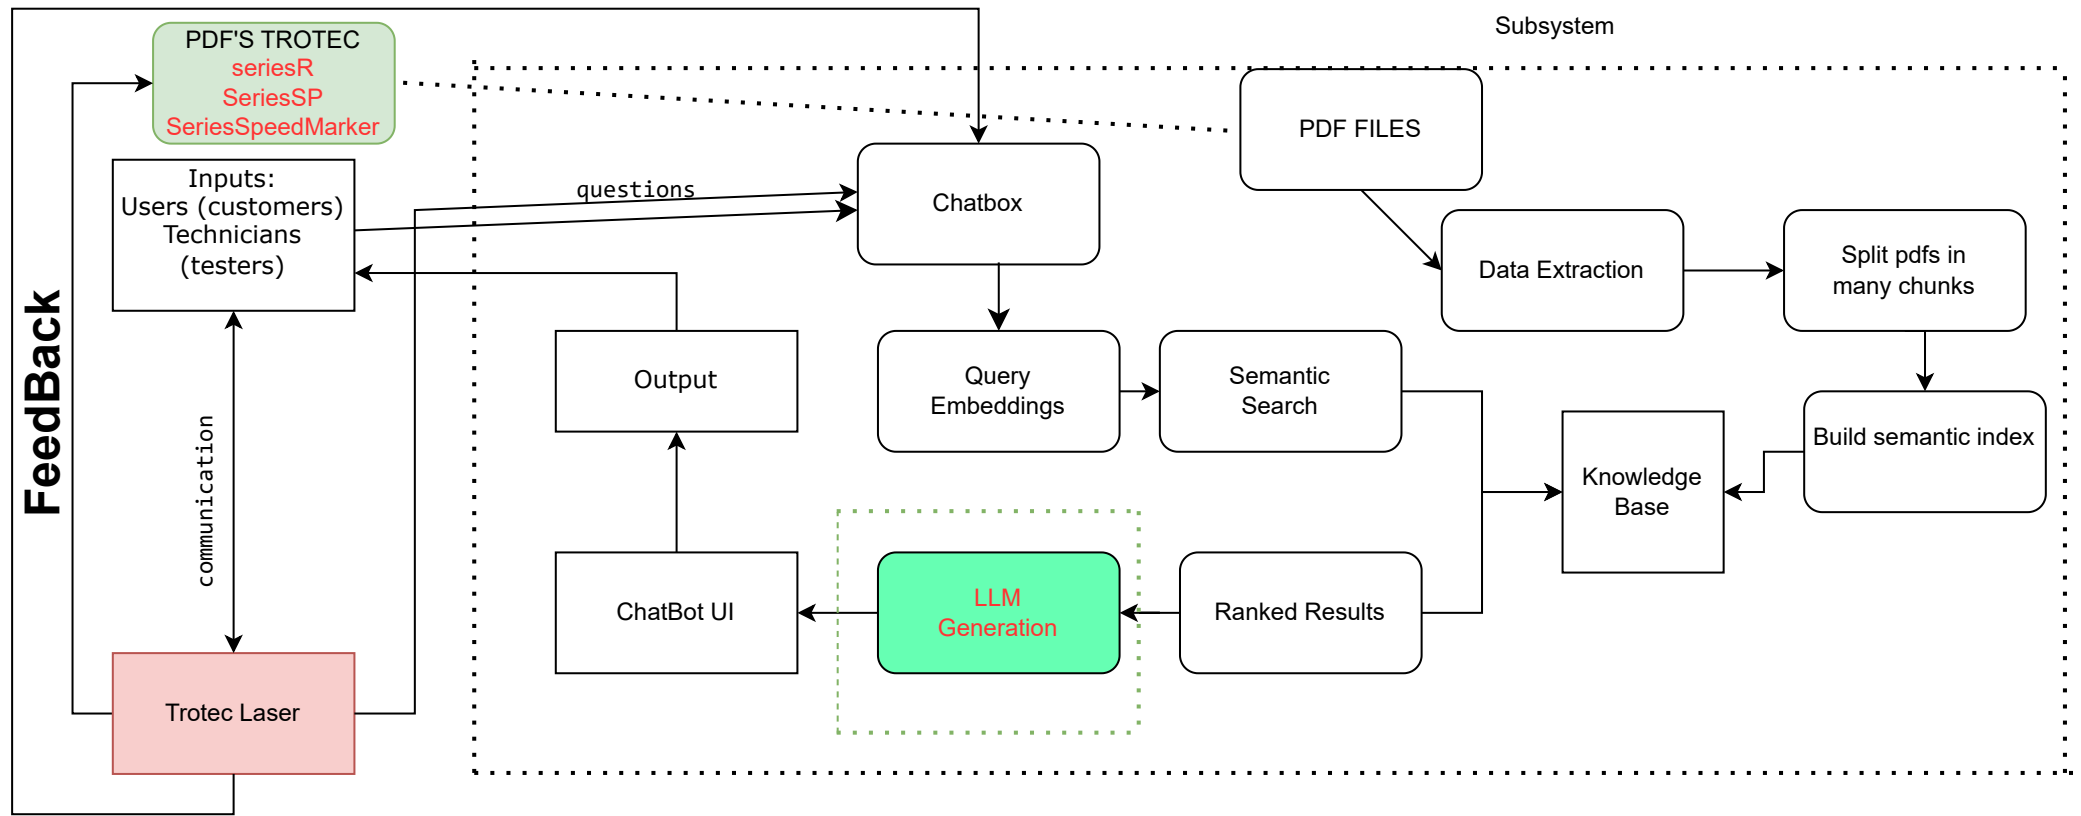 Subsystem
PDF'S TROTEC
seriesR
SeriesSP
SeriesSpeedMarker
PDF FILES
Inputs:
Users (customers)
Technicians
(testers)
questions
Chatbox
Data Extraction
Split pdfs in
many chunks
FeedBack
communication
Output
Query
Embeddings
Semantic
Search
Knowledge
Base
Build semantic index
ChatBot UI
LLM
Generation
Ranked Results
Trotec Laser